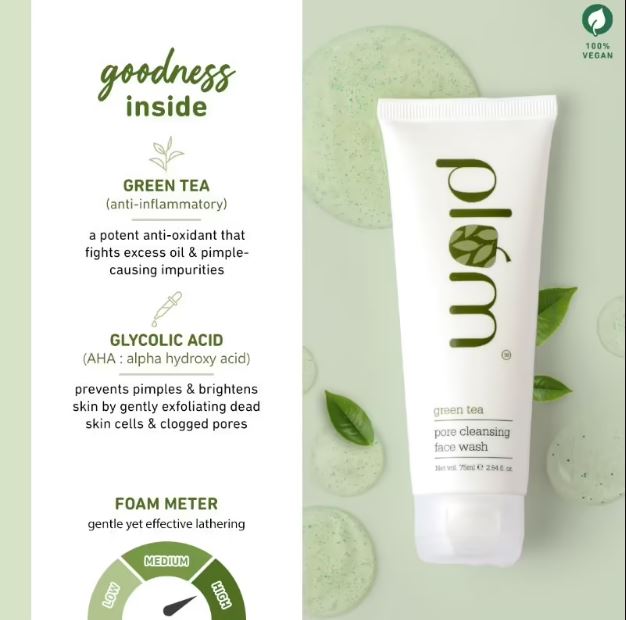 goodness
inside
GREEN TEA
(anti-inflammatory)
a potent anti-oxidant that
fights excess oil & pimple-
causing impurities
GLYCOLIC ACID
(AHA : alpha hydroxy acid)
prevents pimples & brightens
skin by gently exfoliating dead
skin cells & clogged pores
FOAM METER
gentle yet effective lathering
LOW
MEDIUM
HIGH
100%
VEGAN
plum
®
green tea
pore cleansing
face wash
Net vol. 75ml ℮ 2.54 fl. oz.